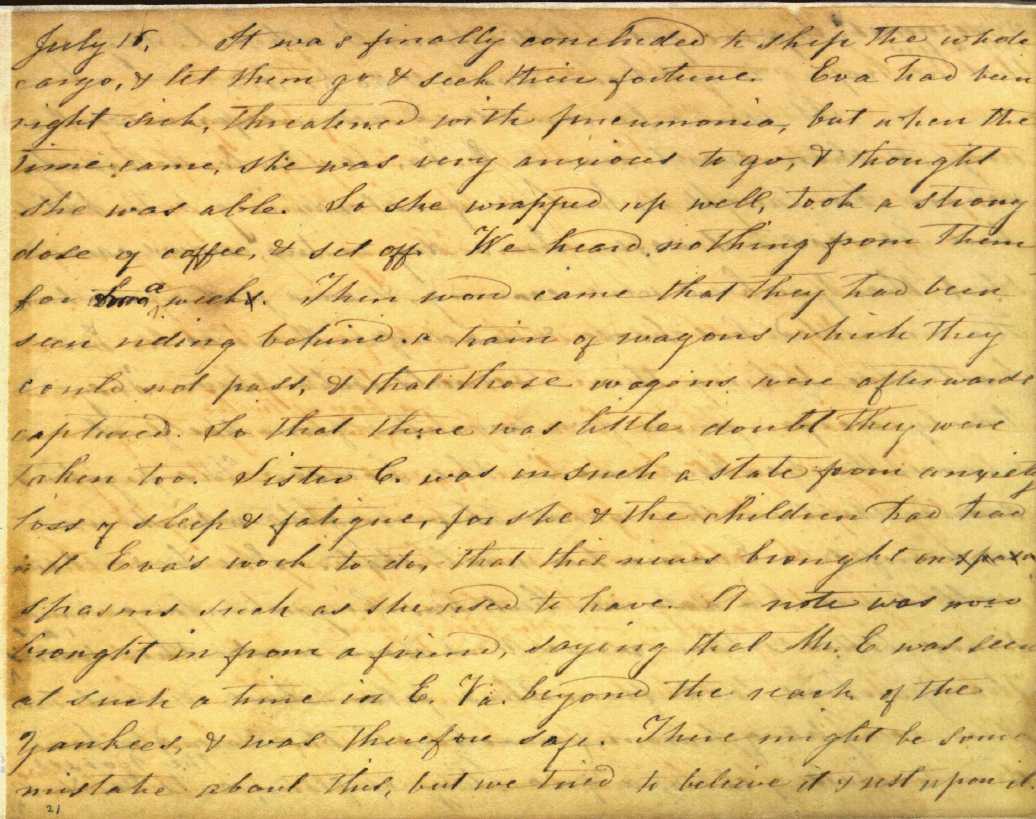 July 15, It was finally concluded to ship the whole
cargo, & let them go & seek their fortune. Eva had been
right sick, threatened with pneumonia, but when the
time came, she was very anxious to go, & thought
she was able. So she wrapped up well, took a strong
dose of coffee, & set off. We heard nothing from them
for a week. Then word came that they had been
seen riding behind a train of wagons which they
could not pass, & that those wagons were afterwards
captured. So that there was little doubt they were
taken too. Sister C. was in such a state from anxiety
loss of sleep & fatigue, for she & the children had had
all Eva's work to do, that this news brought on
spasms such as she used to have. A note was now
brought in from a friend, saying that Mr. C. was seen
at such a time in E. Va. beyond the reach of the
Yankees, & was therefore safe. There might be some
mistake about this, but we tried to believe it & rest upon it
21